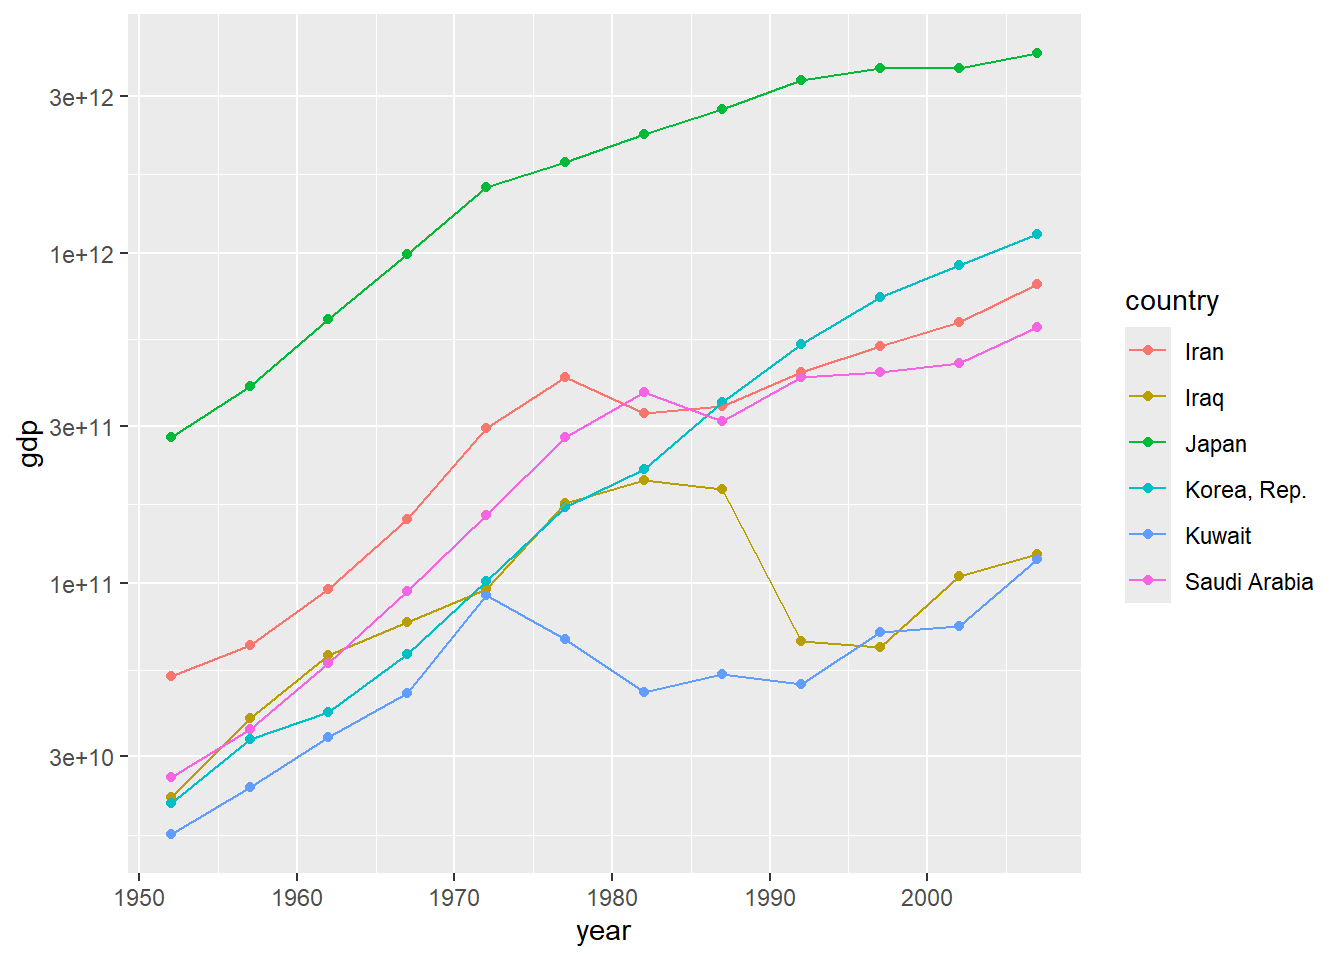 3e+12
1e+12
3e+11
1e+11
3e+10
gdp
1950 1960 1970 1980 1990 2000
year
country
Iran
Iraq
Japan
Korea, Rep.
Kuwait
Saudi Arabia